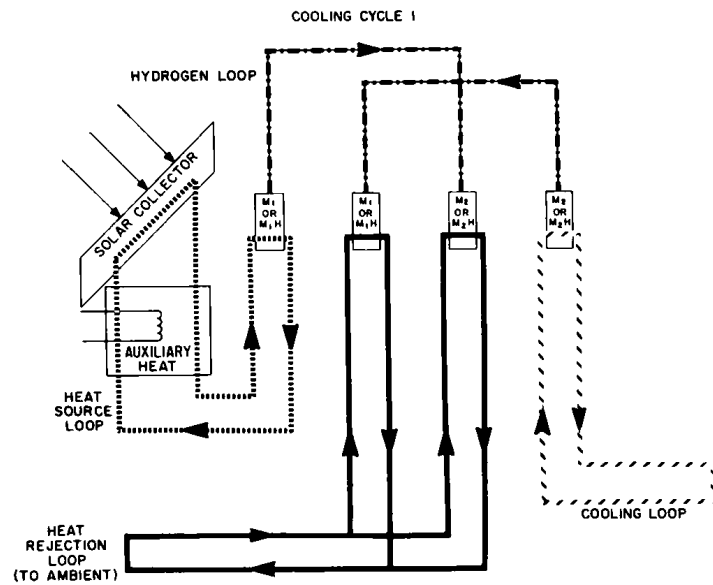 COOLING CYCLE 1
HYDROGEN LOOP
SOLAR COLLECTOR
M₁
OR
M₁H
M₁
OR
M₁H
M₂
OR
M₂H
M₂
OR
M₂H
AUXILIARY
HEAT
HEAT
SOURCE
LOOP
COOLING LOOP
HEAT
REJECTION
LOOP
(TO AMBIENT)